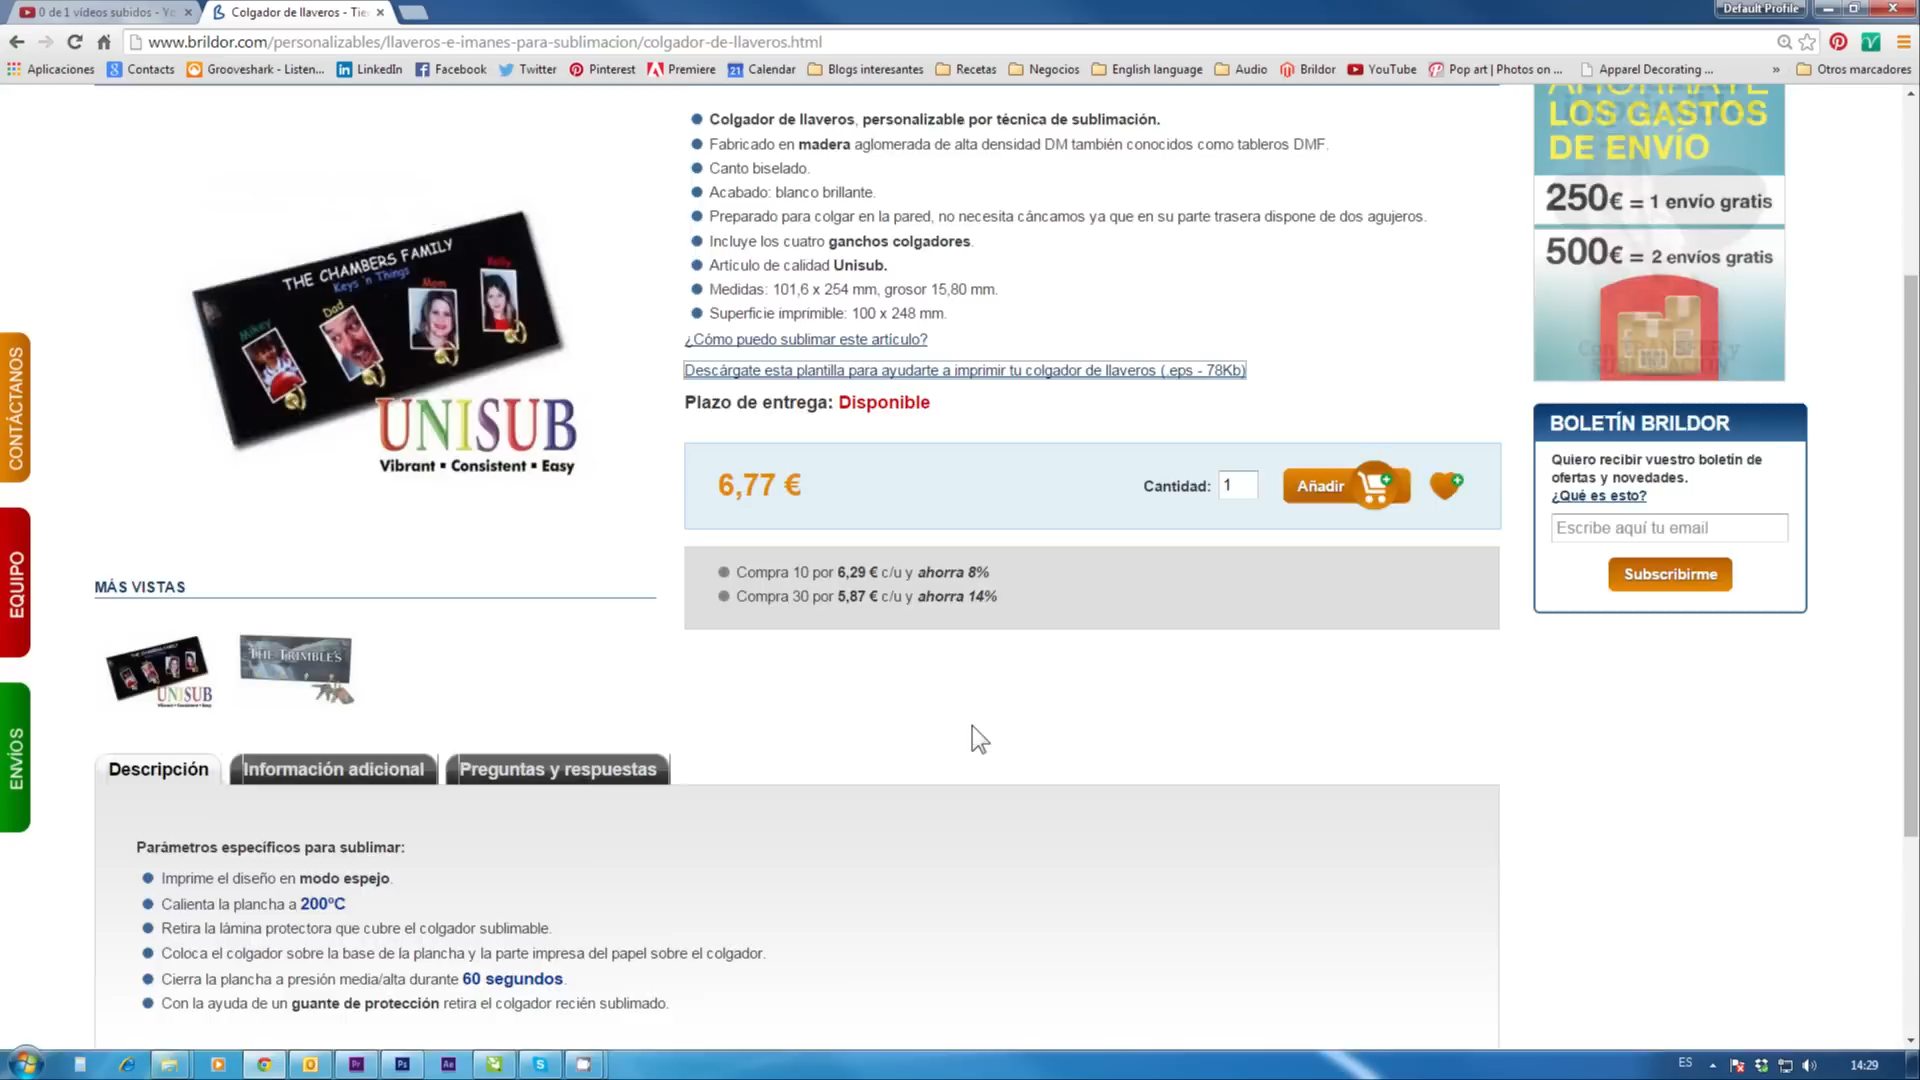 0 de 1 vídeos subidos - Yo
Colgador de llaveros - Tie
Default Profile
www.brildor.com/personalizables/llaveros-e-imanes-para-sublimacion/colgador-de-llaveros.html
Aplicaciones
Contacts
Grooveshark - Listen...
LinkedIn
Facebook
Twitter
Pinterest
Premiere
Calendar
Blogs interesantes
Recetas
Negocios
English language
Audio
Brildor
YouTube
Pop art | Photos on ...
Apparel Decorating ...
»
Otros marcadores
THE CHAMBERS FAMILY
Keys 'n Things
Mikey
Dad
Mom
UNISUB
Vibrant ▪ Consistent ▪ Easy
MÁS VISTAS
THE CHAMBERS FAMILY
UNISUB
THE TRIMBLES
Colgador de llaveros, personalizable por técnica de sublimación.
Fabricado en madera aglomerada de alta densidad DM también conocidos como tableros DMF.
Canto biselado.
Acabado: blanco brillante.
Preparado para colgar en la pared, no necesita cáncamos ya que en su parte trasera dispone de dos agujeros.
Incluye los cuatro ganchos colgadores.
Artículo de calidad Unisub.
Medidas: 101,6 x 254 mm, grosor 15,80 mm.
Superficie imprimible: 100 x 248 mm.
¿Cómo puedo sublimar este artículo?
Descárgate esta plantilla para ayudarte a imprimir tu colgador de llaveros (.eps - 78Kb)
Plazo de entrega: Disponible
6,77 €
Cantidad: 1
Añadir
Compra 10 por 6,29 € c/u y ahorra 8%
Compra 30 por 5,87 € c/u y ahorra 14%
AHÓRRATE
LOS GASTOS
DE ENVÍO
250€ = 1 envío gratis
500€ = 2 envíos gratis
BOLETÍN BRILDOR
Quiero recibir vuestro boletín de
ofertas y novedades.
¿Qué es esto?
Escribe aquí tu email
Subscribirme
CONTÁCTANOS
EQUIPO
ENVÍOS
Descripción
Información adicional
Preguntas y respuestas
Parámetros específicos para sublimar:
Imprime el diseño en modo espejo.
Calienta la plancha a 200ºC
Retira la lámina protectora que cubre el colgador sublimable.
Coloca el colgador sobre la base de la plancha y la parte impresa del papel sobre el colgador.
Cierra la plancha a presión media/alta durante 60 segundos.
Con la ayuda de un guante de protección retira el colgador recién sublimado.
ES
14:29